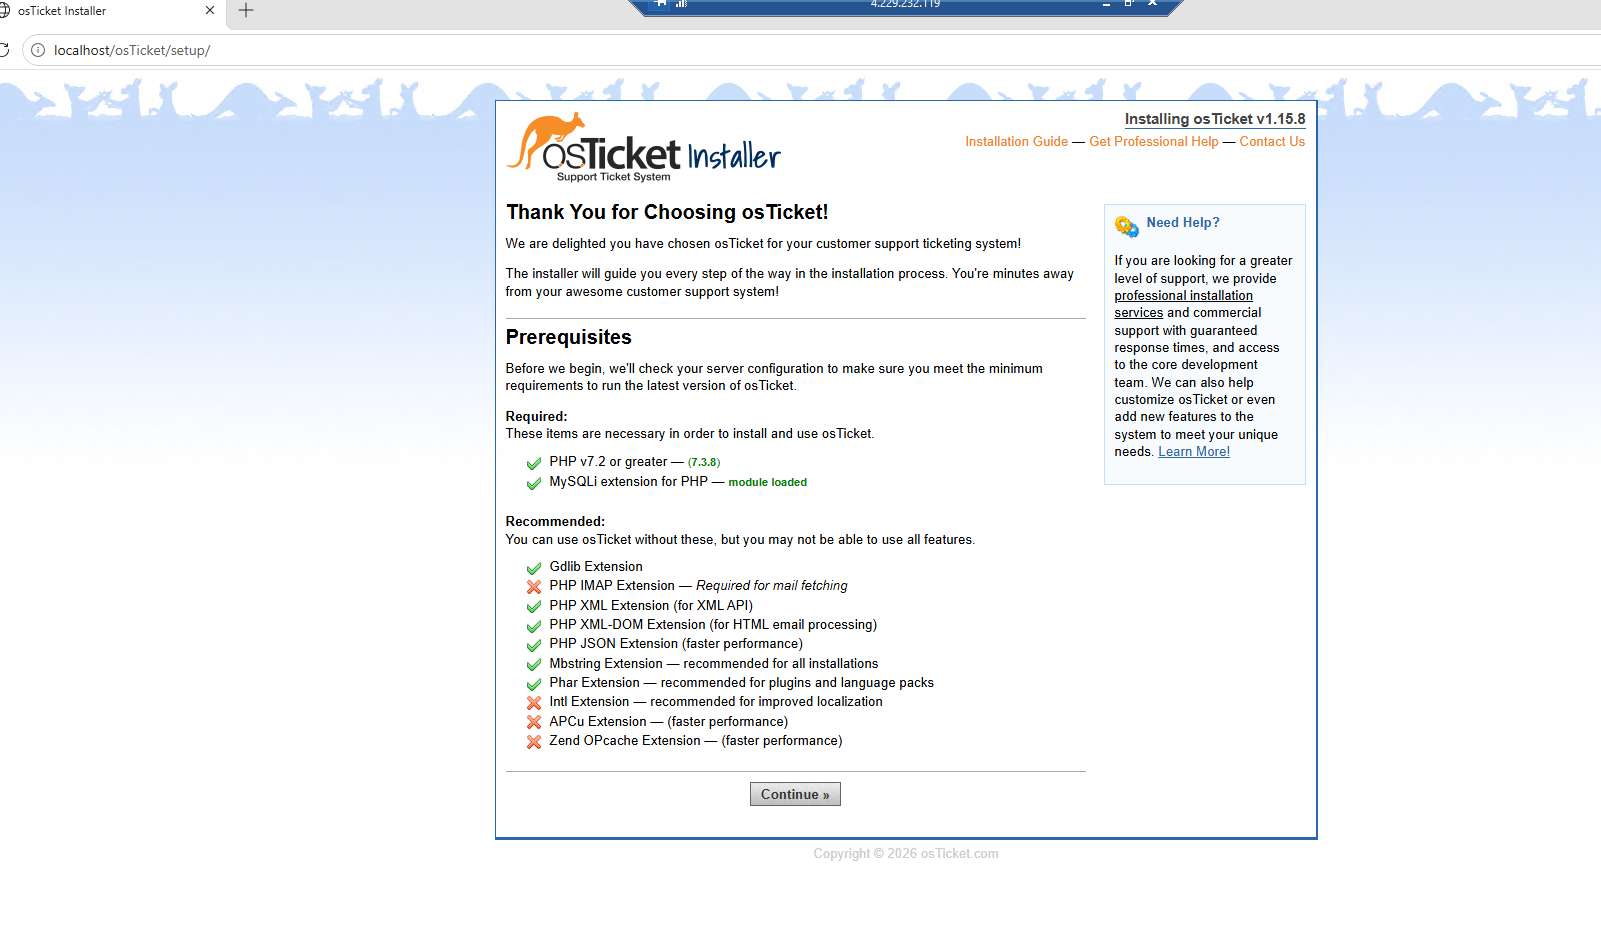 osTicket Installer
4.229.232.119
localhost/osTicket/setup/
osTicket Installer
Support Ticket System
Installing osTicket v1.15.8
Installation Guide — Get Professional Help — Contact Us
Thank You for Choosing osTicket!
We are delighted you have chosen osTicket for your customer support ticketing system!
The installer will guide you every step of the way in the installation process. You're minutes away
from your awesome customer support system!
Prerequisites
Before we begin, we'll check your server configuration to make sure you meet the minimum
requirements to run the latest version of osTicket.
Required:
These items are necessary in order to install and use osTicket.
PHP v7.2 or greater — (7.3.8)
MySQLi extension for PHP — module loaded
Recommended:
You can use osTicket without these, but you may not be able to use all features.
Gdlib Extension
PHP IMAP Extension — Required for mail fetching
PHP XML Extension (for XML API)
PHP XML-DOM Extension (for HTML email processing)
PHP JSON Extension (faster performance)
Mbstring Extension — recommended for all installations
Phar Extension — recommended for plugins and language packs
Intl Extension — recommended for improved localization
APCu Extension — (faster performance)
Zend OPcache Extension — (faster performance)
Continue »
Need Help?
If you are looking for a greater
level of support, we provide
professional installation
services and commercial
support with guaranteed
response times, and access
to the core development
team. We can also help
customize osTicket or even
add new features to the
system to meet your unique
needs. Learn More!
Copyright © 2026 osTicket.com